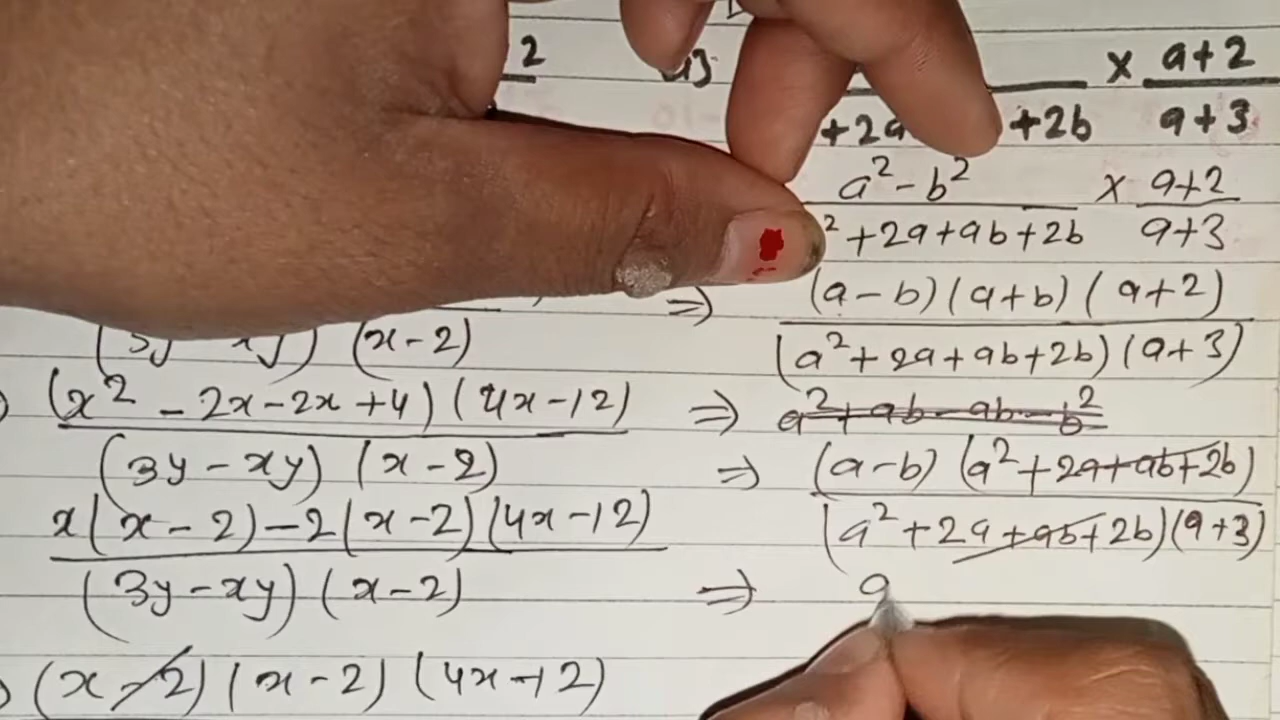 2
× a+2
+2a +2b a+3
a²-b² × a+2
² +2a+ab+2b a+3
⇒ (a-b)(a+b)(a+2)
(x-2) (a²+2a+ab+2b)(a+3)
(x² -2x-2x+4)(4x-12) ⇒ a²+ab-ab-b²
(3y-xy)(x-2) ⇒ (a-b)(a²+2a+ab+2b)
x(x-2)-2(x-2)(4x-12) (a²+2a+ab+2b)(a+3)
(3y-xy)(x-2) ⇒ a
(x-2)(x-2)(4x-12)